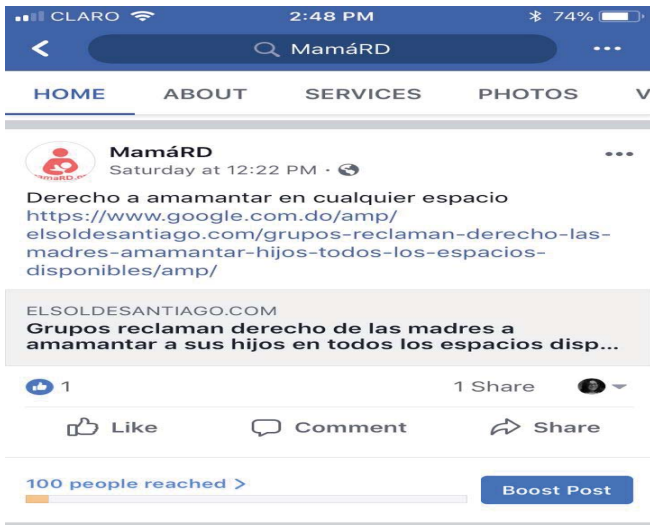 CLARO 2:48 PM 74%
MamáRD
HOME ABOUT SERVICES PHOTOS V
MamáRD
Saturday at 12:22 PM ·
Derecho a amamantar en cualquier espacio
https://www.google.com.do/amp/
elsoldesantiago.com/grupos-reclaman-derecho-las-
madres-amamantar-hijos-todos-los-espacios-
disponibles/amp/
ELSOLDESANTIAGO.COM
Grupos reclaman derecho de las madres a
amamantar a sus hijos en todos los espacios disp...
1 1 Share
Like Comment Share
100 people reached >
Boost Post